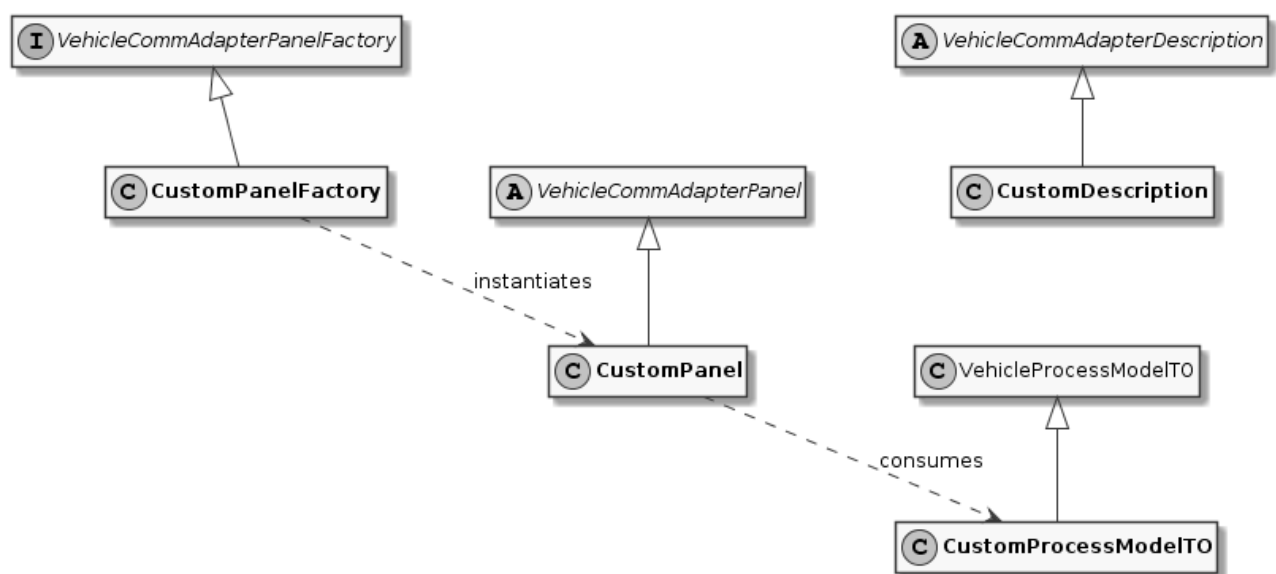 I VehicleCommAdapterPanelFactory
A VehicleCommAdapterDescription
C CustomPanelFactory
A VehicleCommAdapterPanel
C CustomDescription
instantiates
C CustomPanel
C VehicleProcessModelTO
consumes
C CustomProcessModelTO